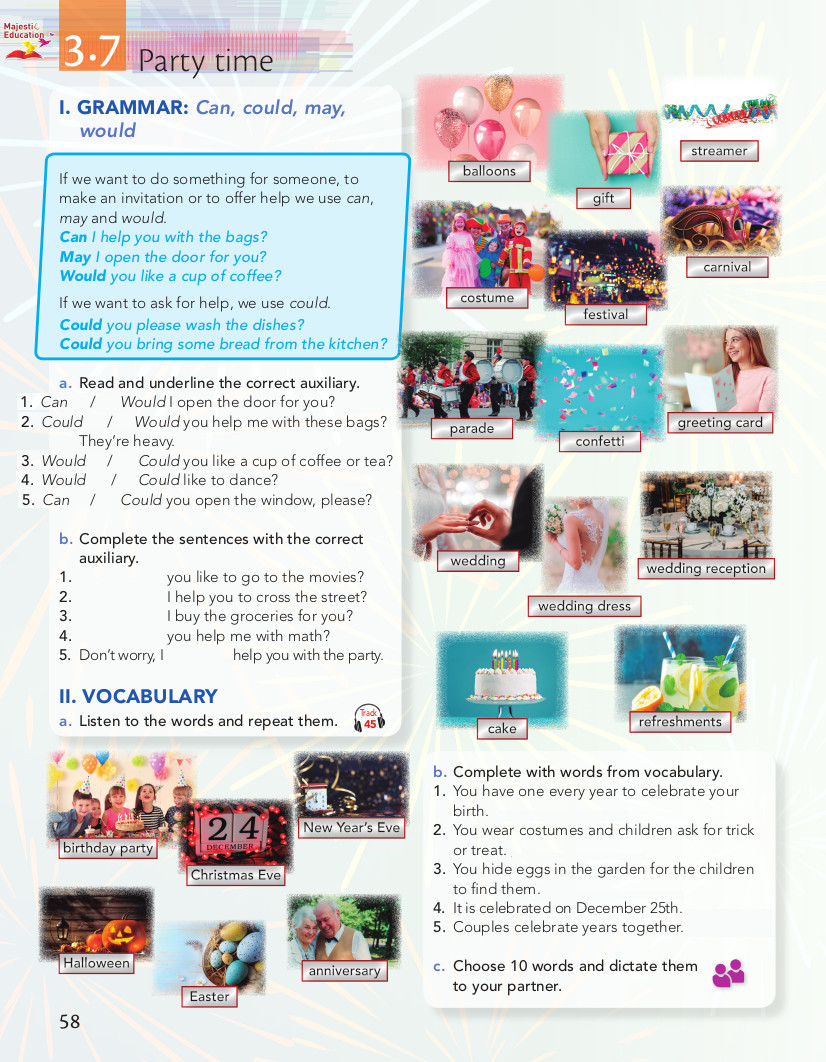 Majestic
Education
3.7 Party time
I. GRAMMAR: Can, could, may,
would
If we want to do something for someone, to
make an invitation or to offer help we use can,
may and would.
Can I help you with the bags?
May I open the door for you?
Would you like a cup of coffee?
If we want to ask for help, we use could.
Could you please wash the dishes?
Could you bring some bread from the kitchen?
a. Read and underline the correct auxiliary.
1. Can / Would I open the door for you?
2. Could / Would you help me with these bags?
They're heavy.
3. Would / Could you like a cup of coffee or tea?
4. Would / Could like to dance?
5. Can / Could you open the window, please?
b. Complete the sentences with the correct
auxiliary.
1. you like to go to the movies?
2. I help you to cross the street?
3. I buy the groceries for you?
4. you help me with math?
5. Don't worry, I help you with the party.
II. VOCABULARY
a. Listen to the words and repeat them.
Track
45
balloons
gift
streamer
costume
festival
carnival
parade
confetti
greeting card
wedding
wedding dress
wedding reception
cake
refreshments
birthday party
24
DECEMBER
Christmas Eve
New Year's Eve
Halloween
Easter
anniversary
b. Complete with words from vocabulary.
1. You have one every year to celebrate your
birth.
2. You wear costumes and children ask for trick
or treat.
3. You hide eggs in the garden for the children
to find them.
4. It is celebrated on December 25th.
5. Couples celebrate years together.
c. Choose 10 words and dictate them
to your partner.
58